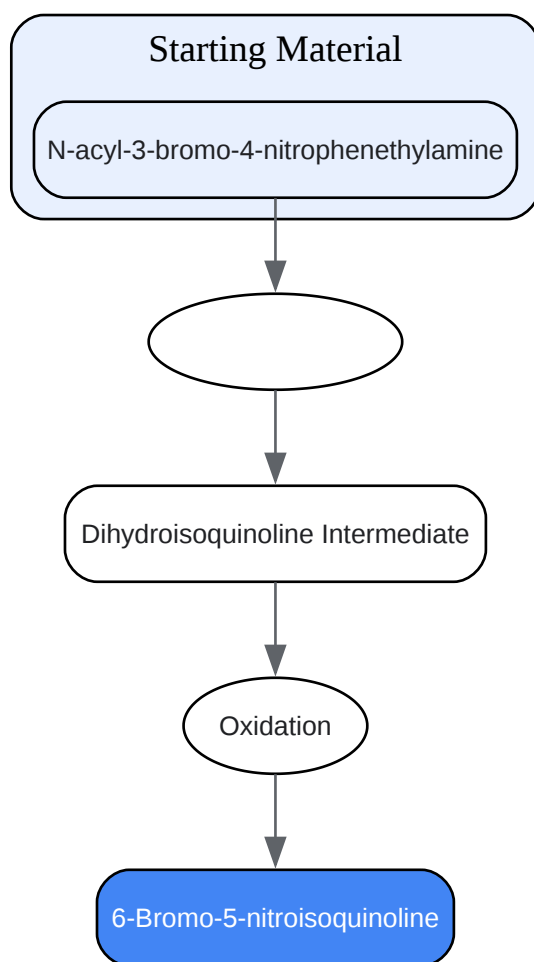 Starting Material
N-acyl-3-bromo-4-nitrophenethylamine
Dihydroisoquinoline Intermediate
Oxidation
6-Bromo-5-nitroisoquinoline